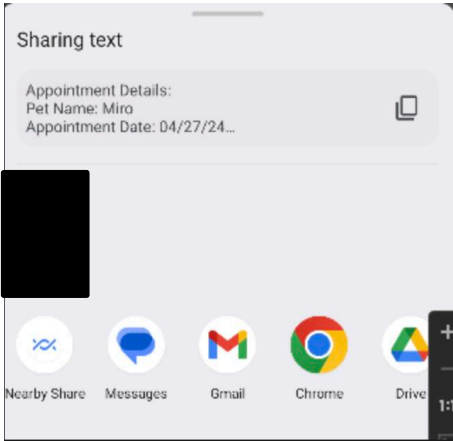 Sharing text
Appointment Details:
Pet Name: Miro
Appointment Date: 04/27/24...
Nearby Share Messages Gmail Chrome Drive